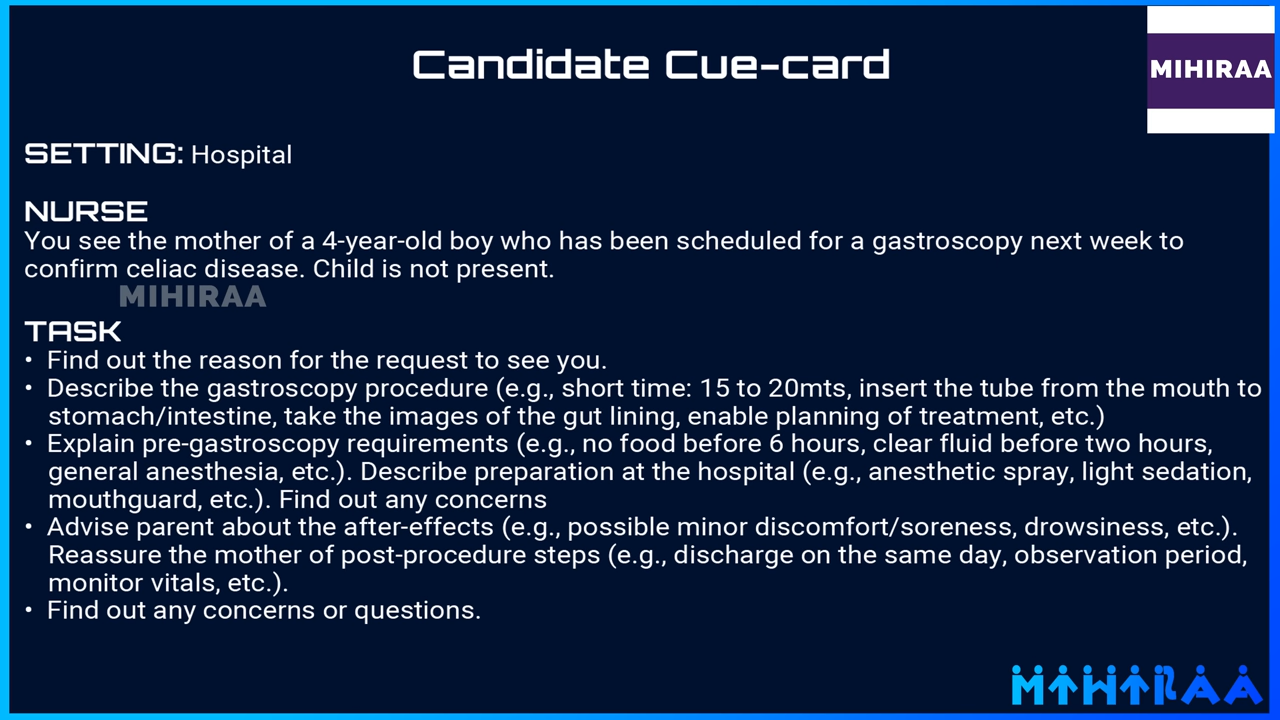 Candidate Cue-card
MIHIRAA
SETTING: Hospital
NURSE
You see the mother of a 4-year-old boy who has been scheduled for a gastroscopy next week to
confirm celiac disease. Child is not present.
MIHIRAA
TASK
• Find out the reason for the request to see you.
• Describe the gastroscopy procedure (e.g., short time: 15 to 20mts, insert the tube from the mouth to
stomach/intestine, take the images of the gut lining, enable planning of treatment, etc.)
• Explain pre-gastroscopy requirements (e.g., no food before 6 hours, clear fluid before two hours,
general anesthesia, etc.). Describe preparation at the hospital (e.g., anesthetic spray, light sedation,
mouthguard, etc.). Find out any concerns
• Advise parent about the after-effects (e.g., possible minor discomfort/soreness, drowsiness, etc.).
Reassure the mother of post-procedure steps (e.g., discharge on the same day, observation period,
monitor vitals, etc.).
• Find out any concerns or questions.
MIHIRAA